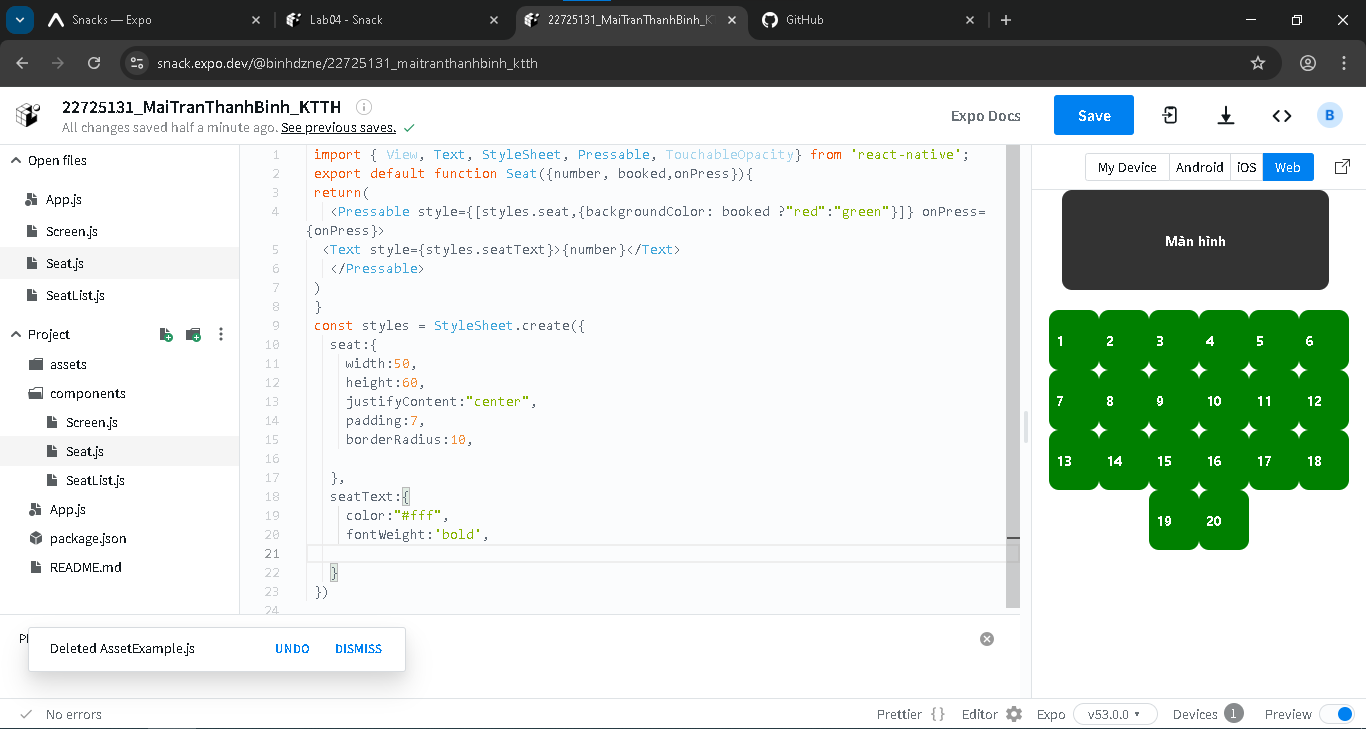 Snacks — Expo
Lab04 - Snack
22725131_MaiTranThanhBinh_KT
GitHub
snack.expo.dev/@binhdzne/22725131_maitranthanhbinh_ktth
22725131_MaiTranThanhBinh_KTTH
All changes saved half a minute ago. See previous saves.
Expo Docs
Save
B
Open files
App.js
Screen.js
Seat.js
SeatList.js
Project
assets
components
Screen.js
Seat.js
SeatList.js
App.js
package.json
README.md
1 import { View, Text, StyleSheet, Pressable, TouchableOpacity} from 'react-native';
2 export default function Seat({number, booked,onPress}){
3 return(
4 <Pressable style={[styles.seat,{backgroundColor: booked ?"red":"green"}]} onPress=
{onPress}>
5 <Text style={styles.seatText}>{number}</Text>
6 </Pressable>
7 )
8 }
9 const styles = StyleSheet.create({
10 seat:{
11 width:50,
12 height:60,
13 justifyContent:"center",
14 padding:7,
15 borderRadius:10,
16
17 },
18 seatText:{
19 color:"#fff",
20 fontWeight:'bold',
21
22 }
23 })
24
My Device Android iOS Web
Màn hình
1 2 3 4 5 6
7 8 9 10 11 12
13 14 15 16 17 18
19 20
Deleted AssetExample.js UNDO DISMISS
No errors
Prettier {} Editor Expo v53.0.0 Devices 1 Preview